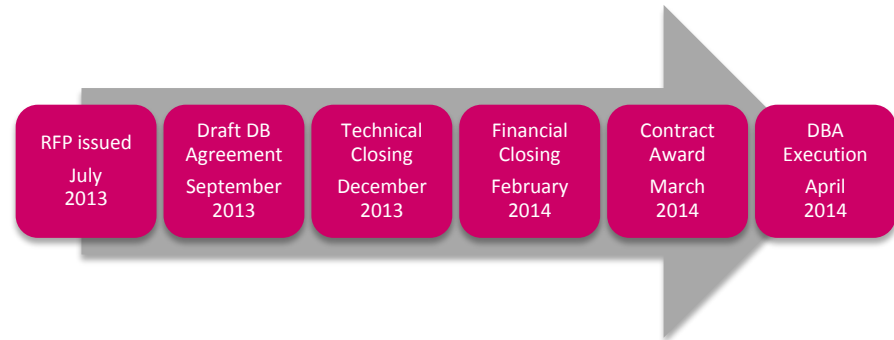 RFP issued
July
2013
Draft DB
Agreement
September
2013
Technical
Closing
December
2013
Financial
Closing
February
2014
Contract
Award
March
2014
DBA
Execution
April
2014